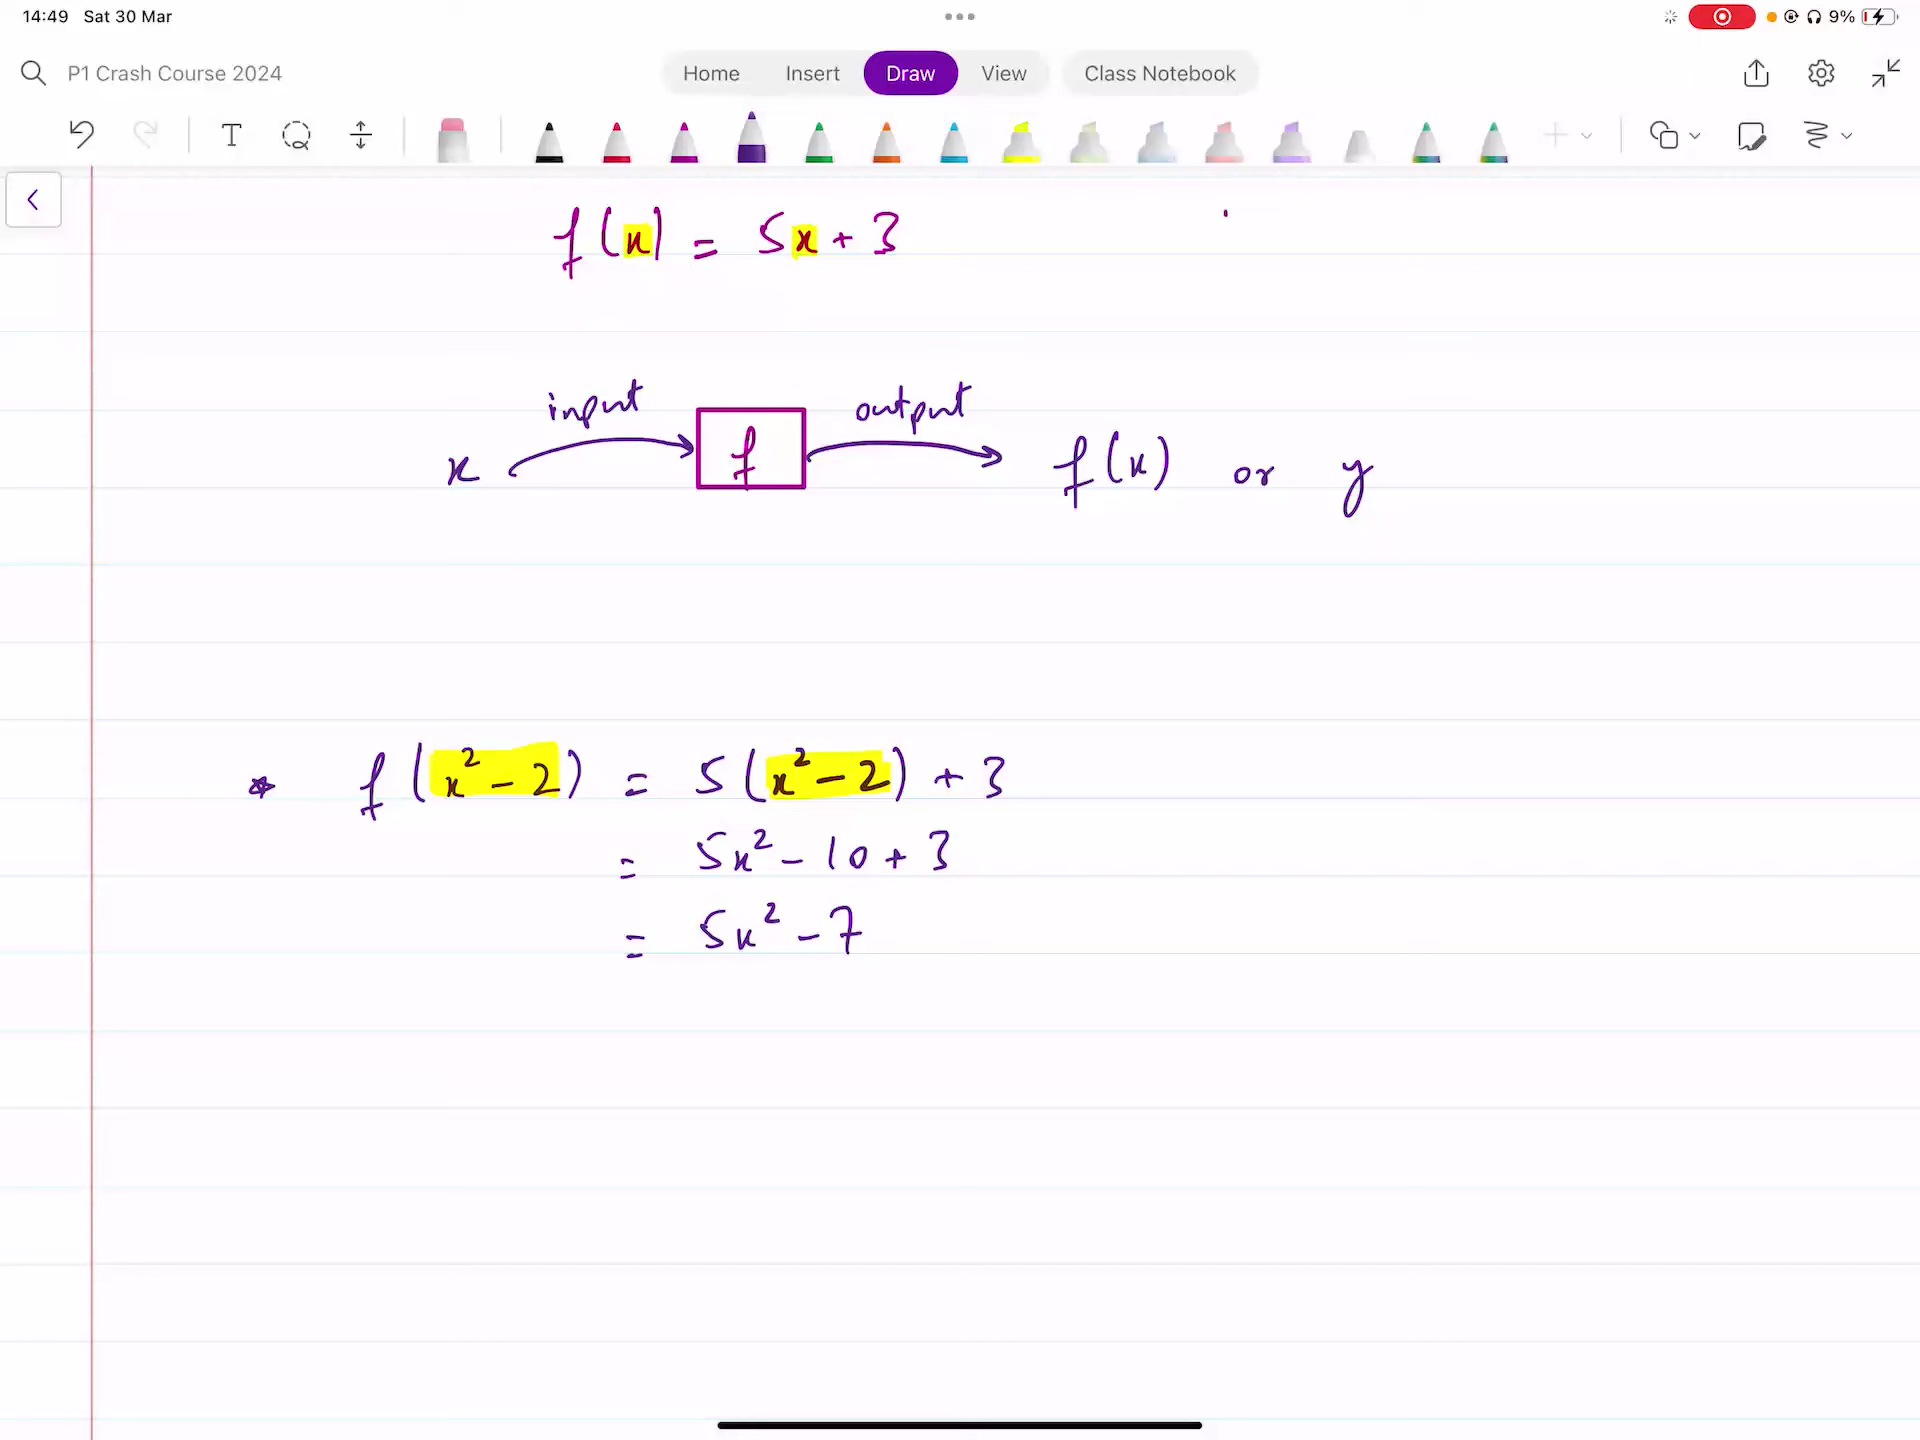 14:49 Sat 30 Mar 9%
P1 Crash Course 2024 Home Insert Draw View Class Notebook
T
f(x) = 5x + 3
input output
x f f(x) or y
* f(x² - 2) = 5(x² - 2) + 3
= 5x² - 10 + 3
= 5x² - 7